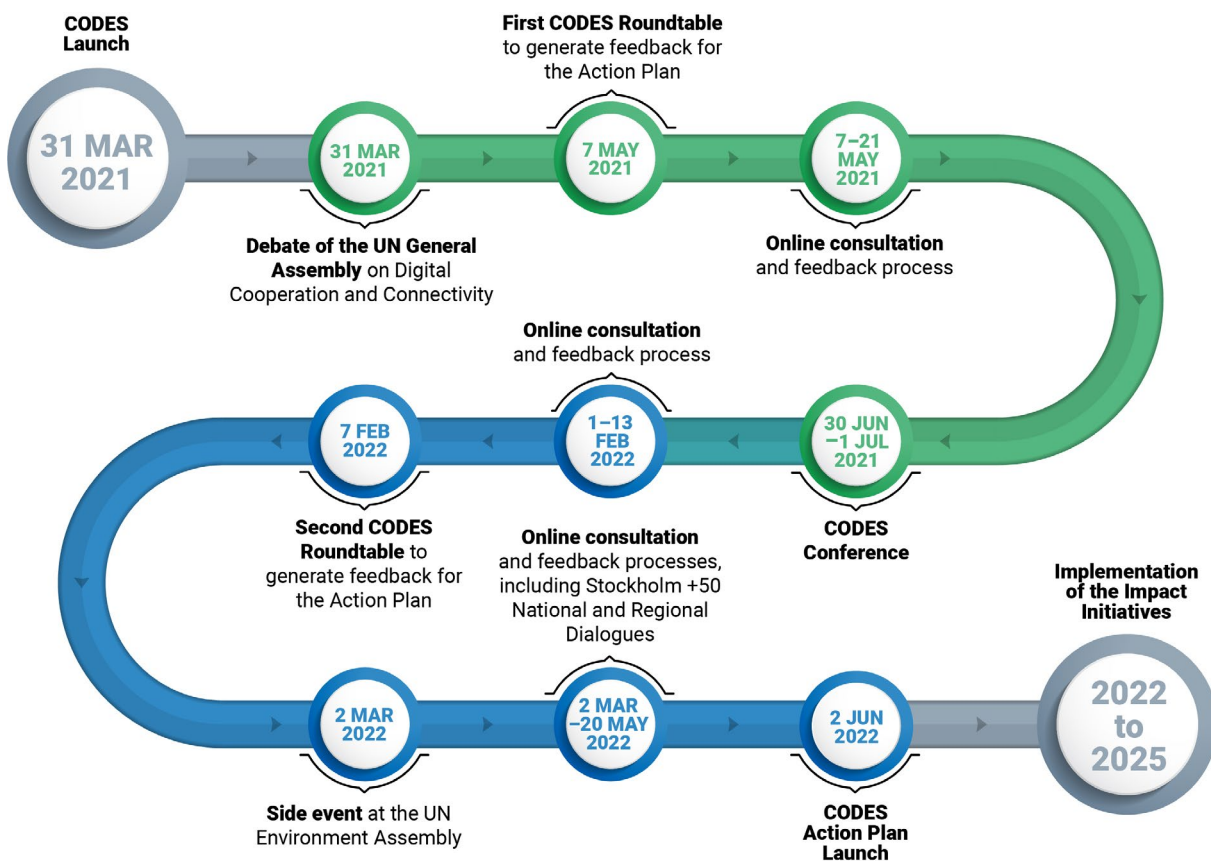 CODES
Launch
31 MAR
2021
31 MAR
2021
Debate of the UN General
Assembly on Digital
Cooperation and Connectivity
First CODES Roundtable
to generate feedback for
the Action Plan
7 MAY
2021
7–21
MAY
2021
Online consultation
and feedback process
30 JUN
–1 JUL
2021
CODES
Conference
Online consultation
and feedback process
1–13
FEB
2022
7 FEB
2022
Second CODES
Roundtable to
generate feedback for
the Action Plan
2 MAR
2022
Side event at the UN
Environment Assembly
Online consultation
and feedback processes,
including Stockholm +50
National and Regional
Dialogues
2 MAR
–20 MAY
2022
2 JUN
2022
CODES
Action Plan
Launch
Implementation
of the Impact
Initiatives
2022
to
2025